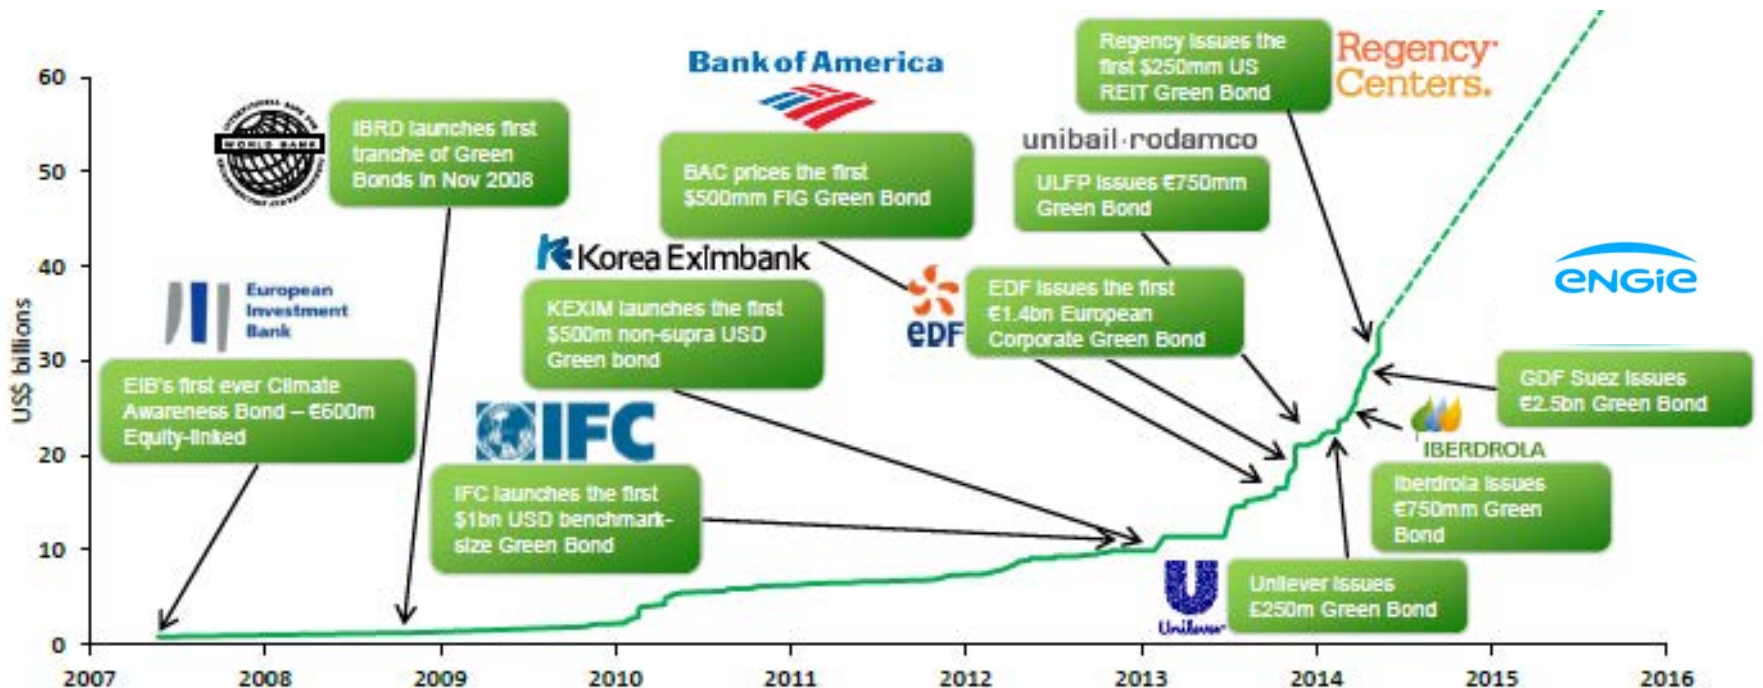 US$ billions
60
50
40
30
20
10
0
2007
2008
2009
2010
2011
2012
2013
2014
2015
2016
European
Investment
Bank
EIB's first ever Climate
Awareness Bond – €600m
Equity-linked
WORLD BANK
IBRD launches first
tranche of Green
Bonds in Nov 2008
IFC
IFC launches the first
$1bn USD benchmark-
size Green Bond
Korea Eximbank
KEXIM launches the first
$500m non-supra USD
Green bond
Bank of America
BAC prices the first
$500mm FIG Green Bond
eDF
EDF issues the first
€1.4bn European
Corporate Green Bond
unibail·rodamco
ULFP issues €750mm
Green Bond
Regency issues the
first $250mm US
REIT Green Bond
Regency
Centers.
Unilever
Unilever issues
£250m Green Bond
IBERDROLA
Iberdrola issues
€750mm Green
Bond
eNGie
GDF Suez issues
€2.5bn Green Bond